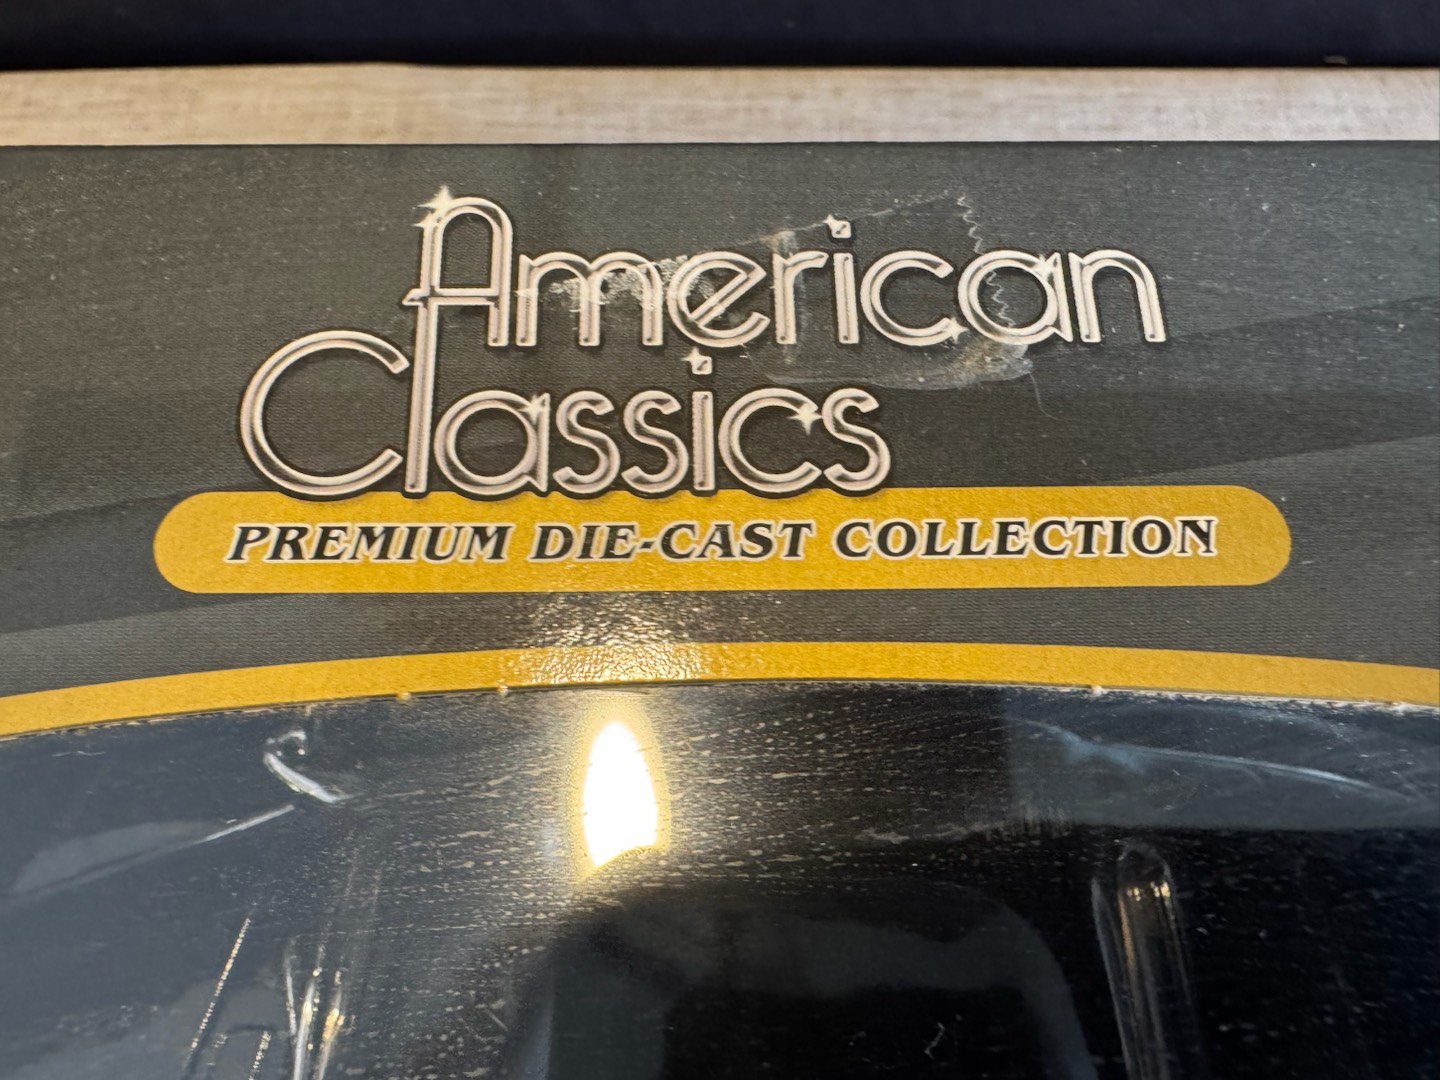 American
Classics
PREMIUM DIE-CAST COLLECTION